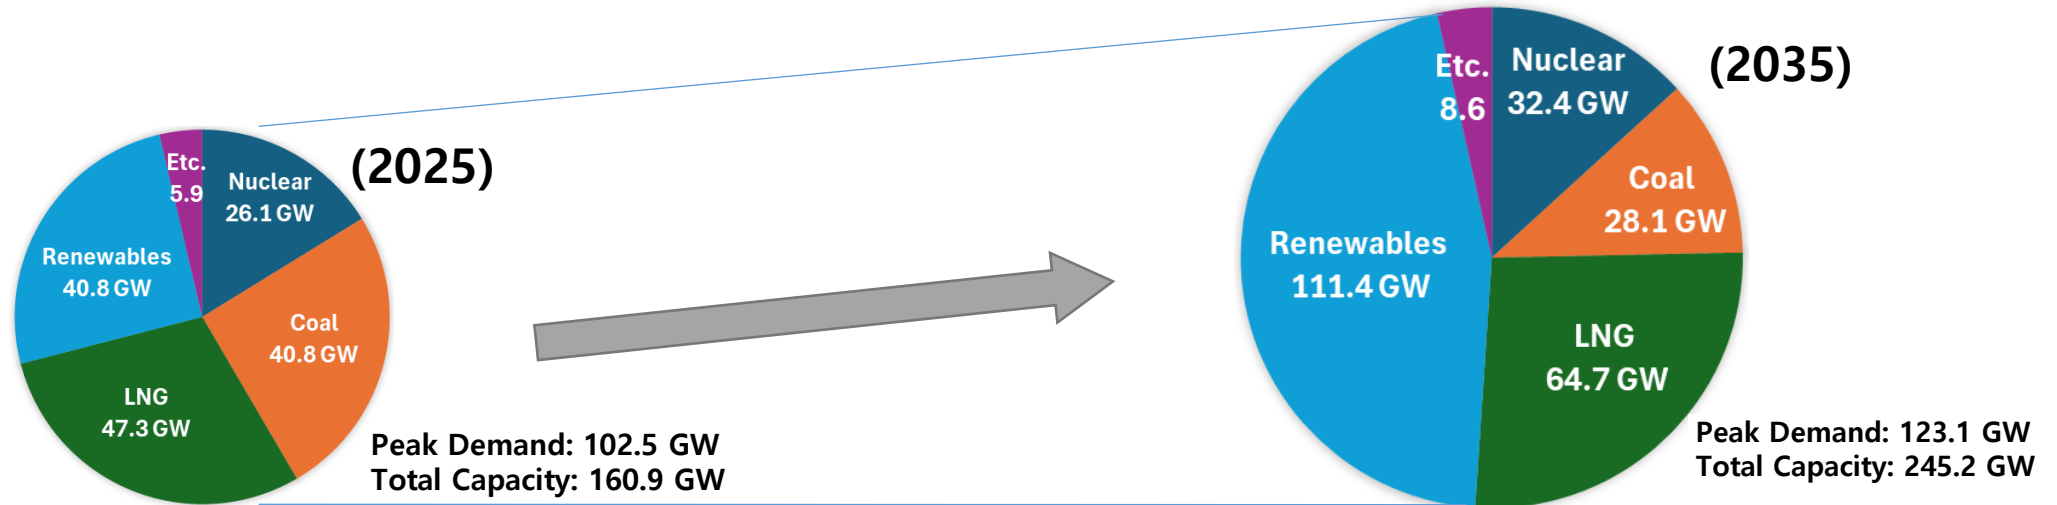 (2025)
Etc.
5.9
Nuclear
26.1 GW
Renewables
40.8 GW
Coal
40.8 GW
LNG
47.3 GW
Peak Demand: 102.5 GW
Total Capacity: 160.9 GW
(2035)
Etc.
8.6
Nuclear
32.4 GW
Coal
28.1 GW
Renewables
111.4 GW
LNG
64.7 GW
Peak Demand: 123.1 GW
Total Capacity: 245.2 GW